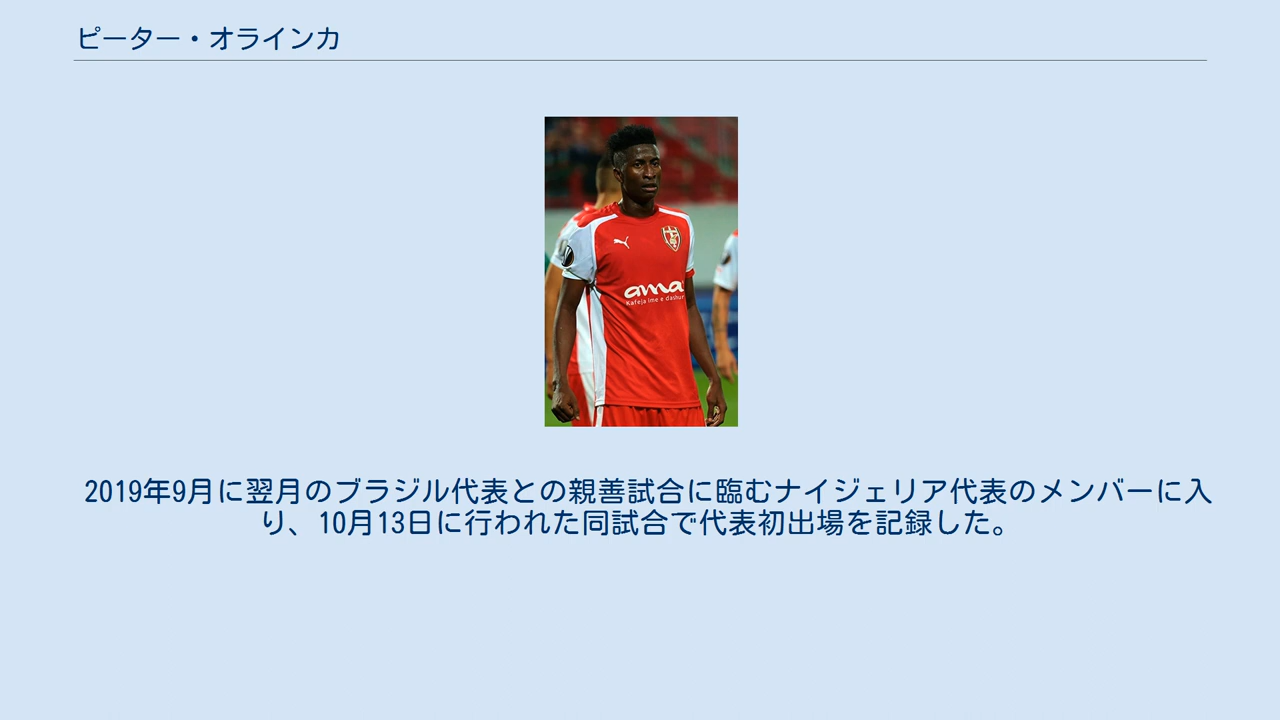 ピーター・オラインカ
ama
Kafeja ime e dashur
2019年9月に翌月のブラジル代表との親善試合に臨むナイジェリア代表のメンバーに入
り、10月13日に行われた同試合で代表初出場を記録した。